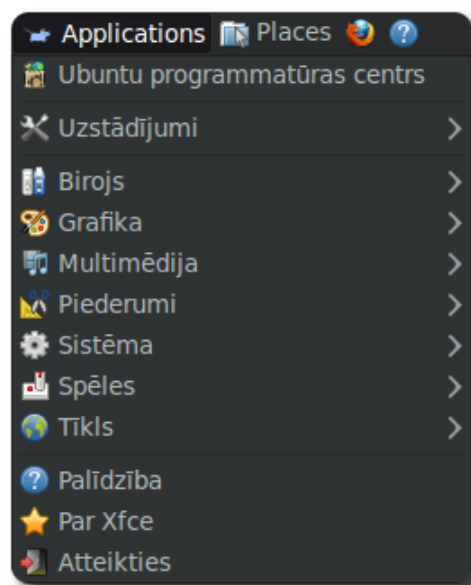 Applications Places
Ubuntu programmatūras centrs
Uzstādījumi
Birojs
Grafika
Multimēdija
Piederumi
Sistēma
Spēles
Tīkls
Palīdzība
Par Xfce
Atteikties